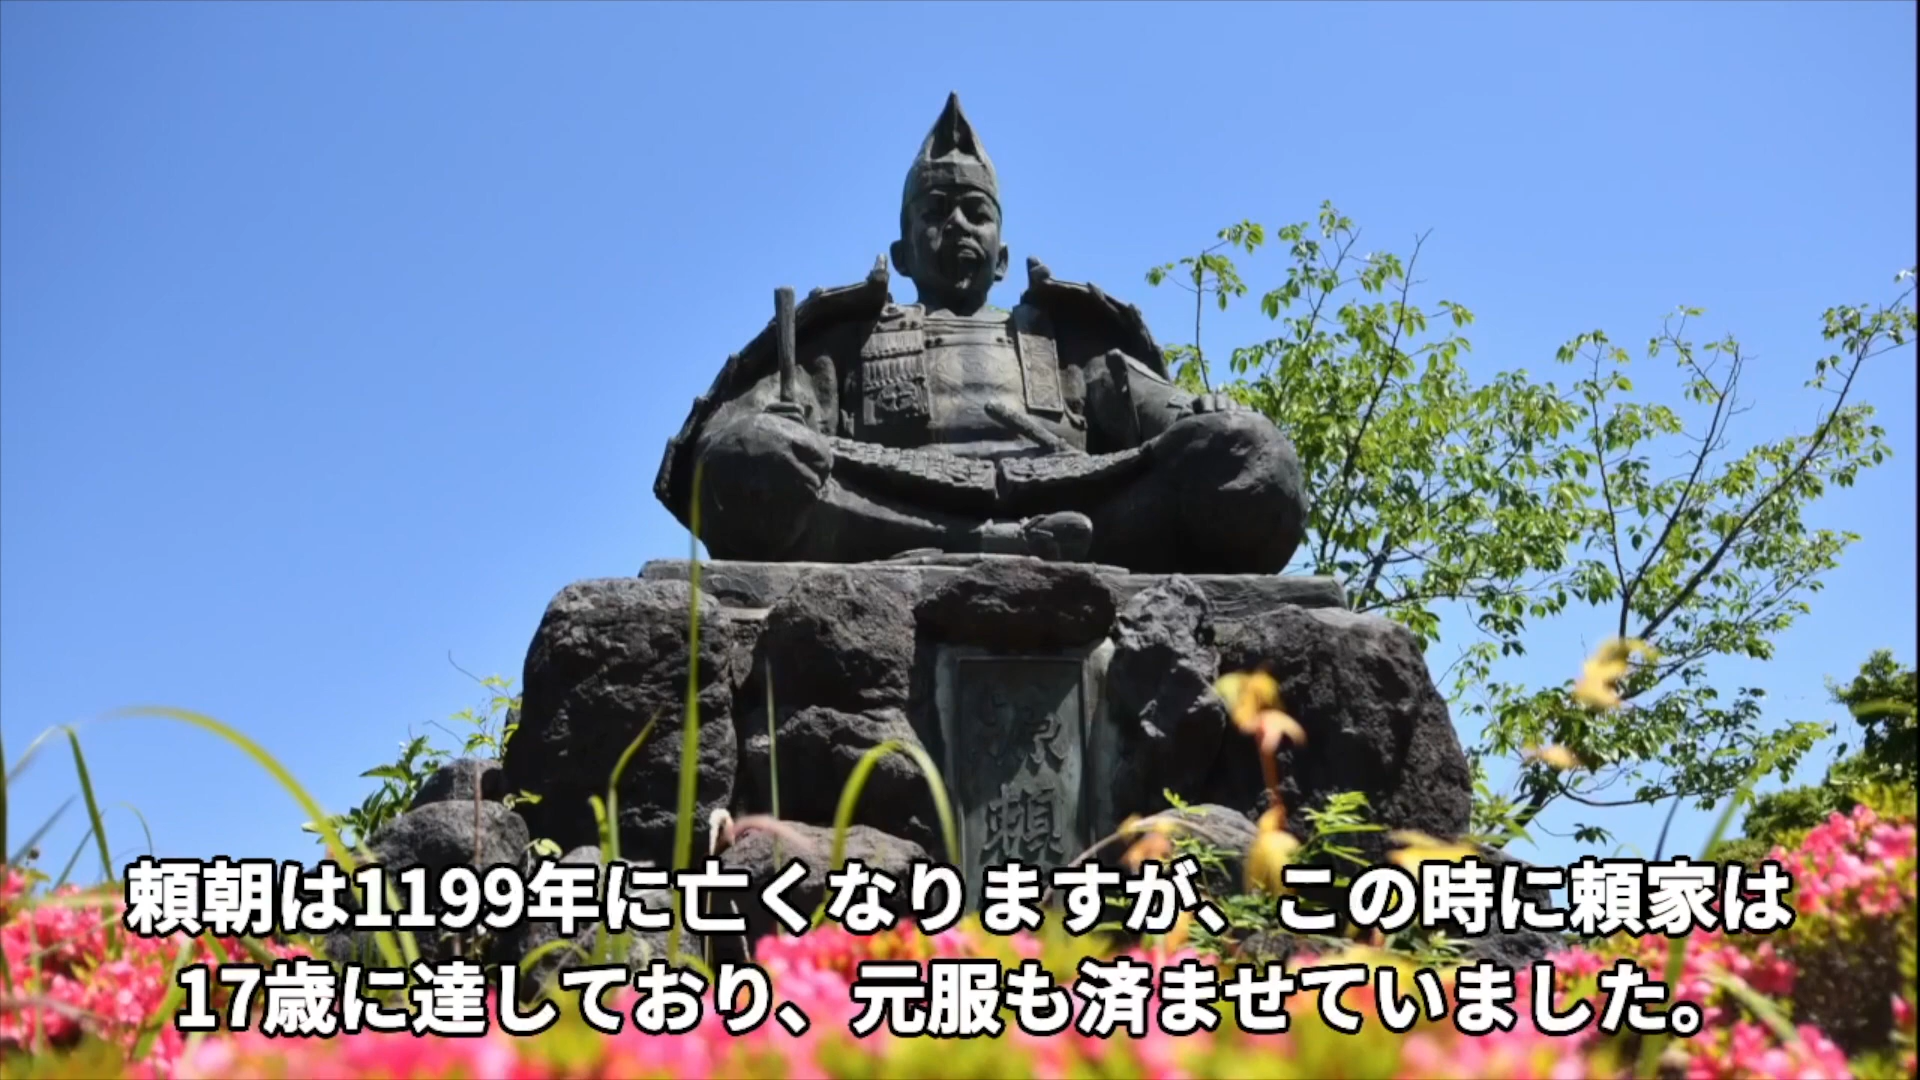 源
頼
頼朝は1199年に亡くなりますが、この時に頼家は
17歳に達しており、元服も済ませていました。